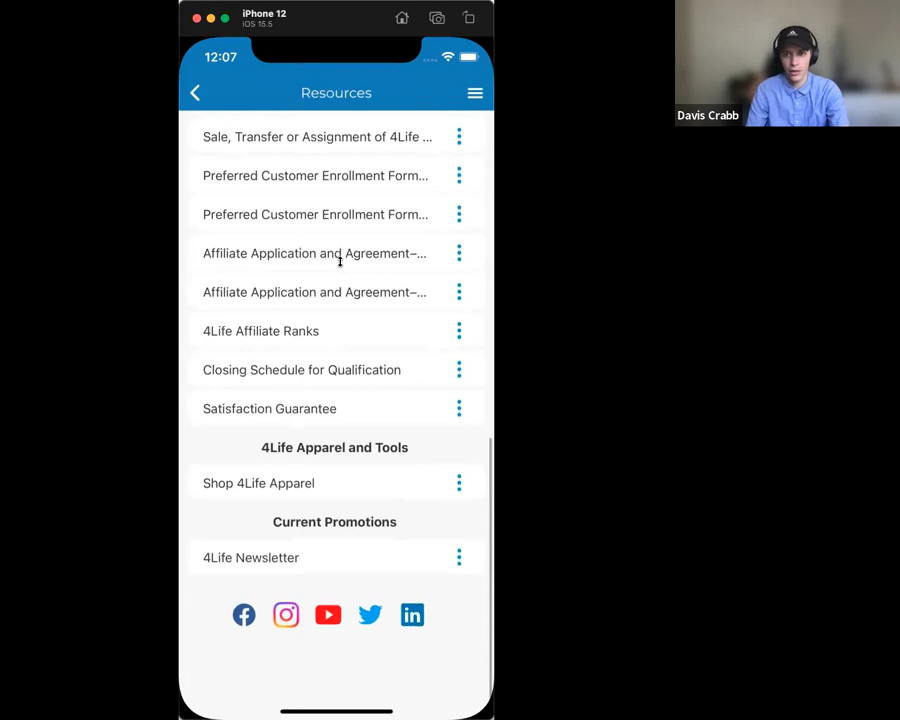 iPhone 12
iOS 15.5
12:07
Resources
Sale, Transfer or Assignment of 4Life ...
Preferred Customer Enrollment Form...
Preferred Customer Enrollment Form...
Affiliate Application and Agreement–...
Affiliate Application and Agreement–...
4Life Affiliate Ranks
Closing Schedule for Qualification
Satisfaction Guarantee
4Life Apparel and Tools
Shop 4Life Apparel
Current Promotions
4Life Newsletter
in
Davis Crabb